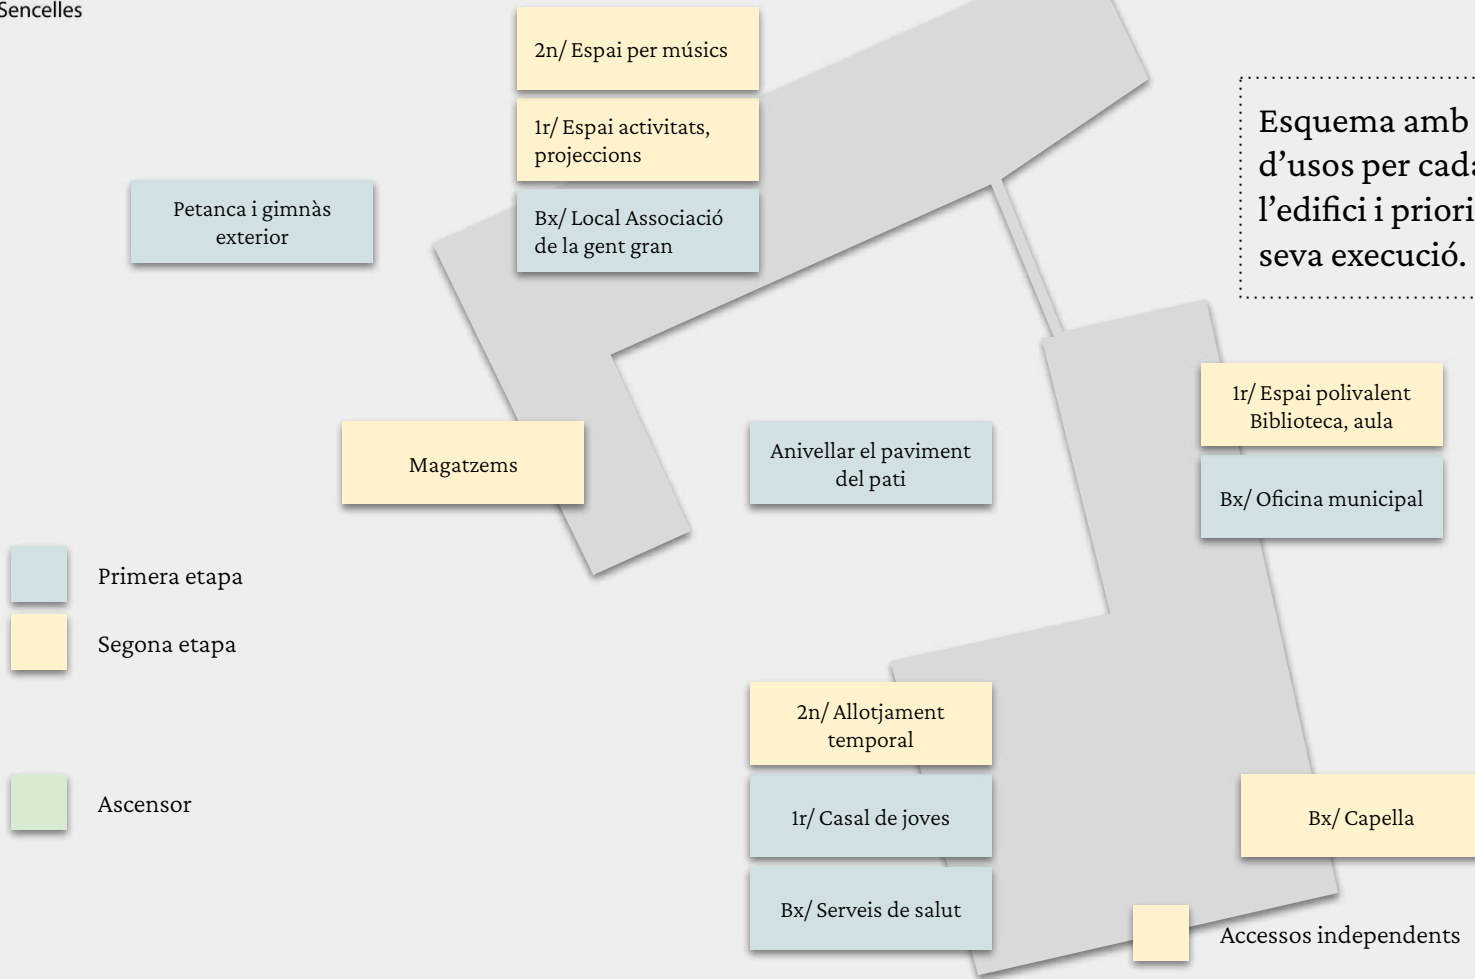 Sencelles
2n/ Espai per músics
1r/ Espai activitats,
projeccions
Bx/ Local Associació
de la gent gran
Petanca i gimnàs
exterior
Esquema amb
d'usos per cada
l'edifici i priori
seva execució.
1r/ Espai polivalent
Biblioteca, aula
Bx/ Oficina municipal
Magatzems
Anivellar el paviment
del pati
Primera etapa
Segona etapa
Ascensor
2n/ Allotjament
temporal
1r/ Casal de joves
Bx/ Serveis de salut
Bx/ Capella
Accessos independents